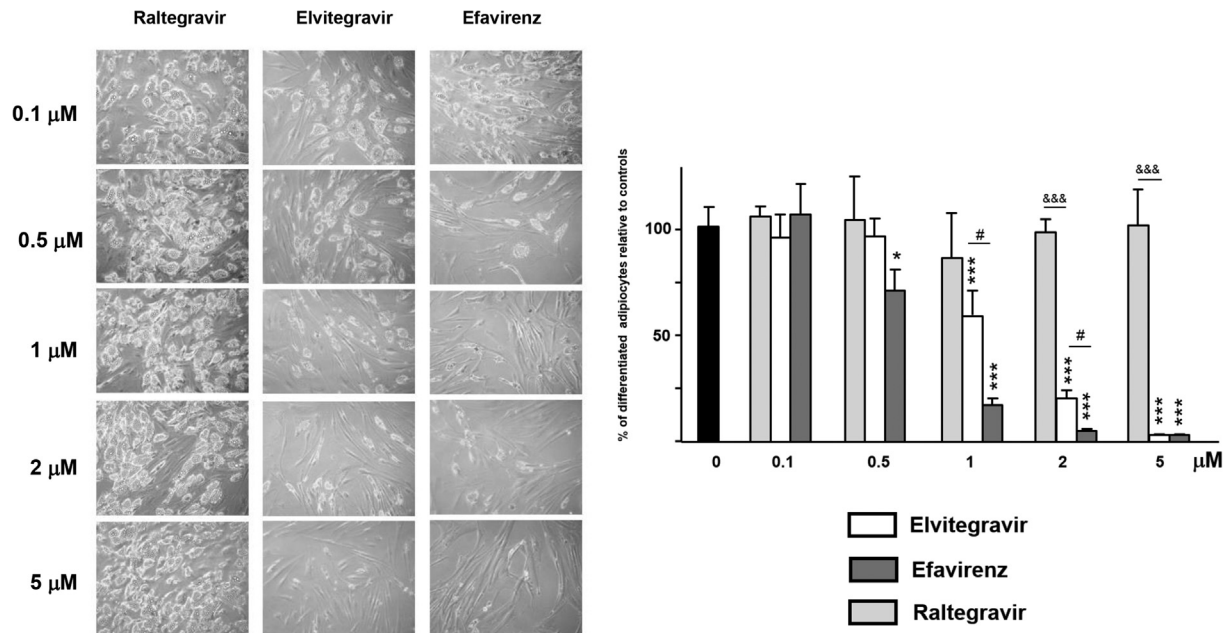 Raltegravir Elvitegravir Efavirenz
0.1 μM
0.5 μM
1 μM
2 μM
5 μM
% of differentiated adipiocytes relative to controls
100
50
* *** # *** &&& *** # *** &&& *** ***
0 0.1 0.5 1 2 5 μM
Elvitegravir
Efavirenz
Raltegravir